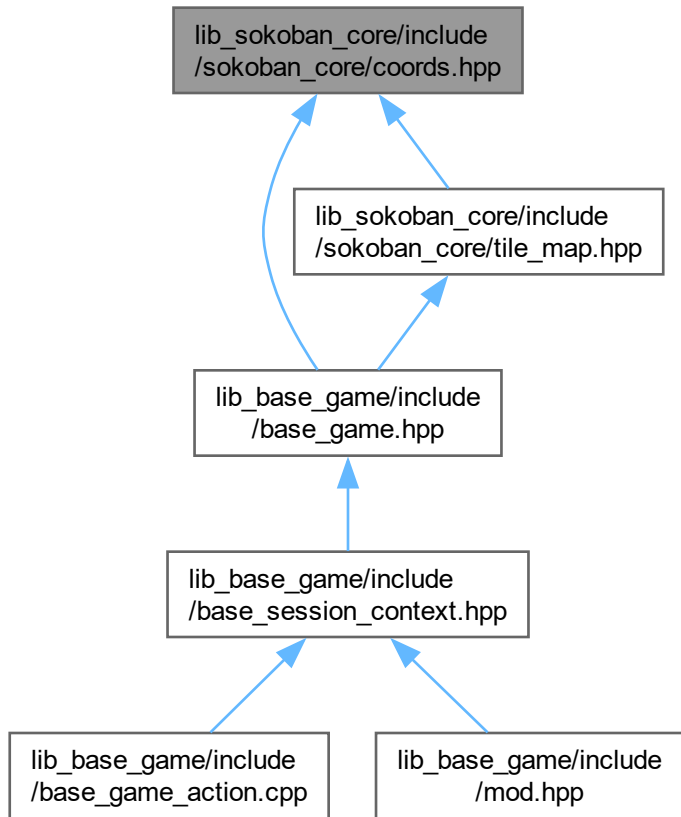 lib_sokoban_core/include
/sokoban_core/coords.hpp
lib_sokoban_core/include
/sokoban_core/tile_map.hpp
lib_base_game/include
/base_game.hpp
lib_base_game/include
/base_session_context.hpp
lib_base_game/include
/base_game_action.cpp
lib_base_game/include
/mod.hpp